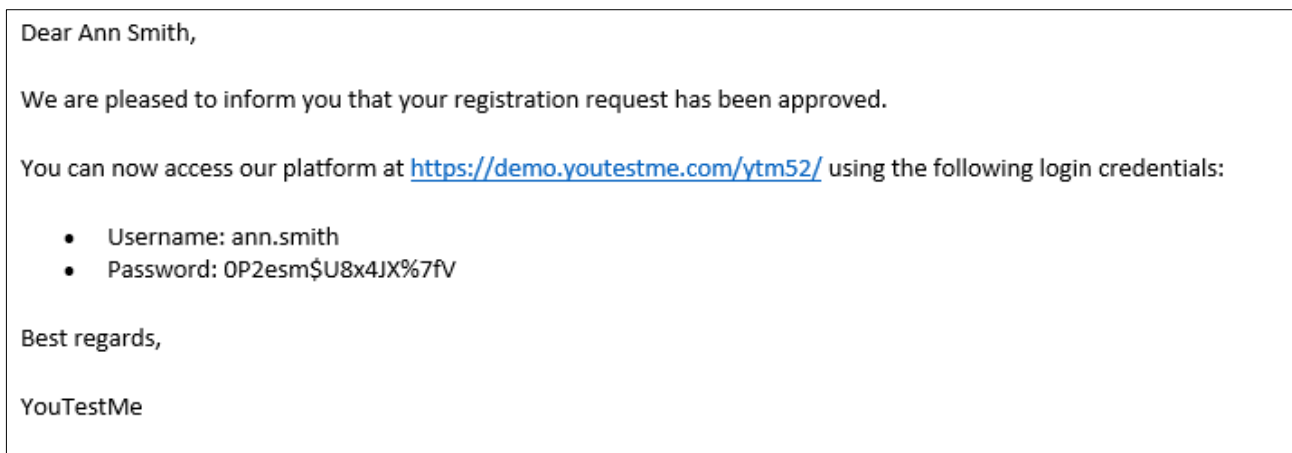 Dear Ann Smith,
We are pleased to inform you that your registration request has been approved.
You can now access our platform at https://demo.youtestme.com/ytm52/ using the following login credentials:
• Username: ann.smith
• Password: 0P2esm$U8x4JX%7fV
Best regards,
YouTestMe